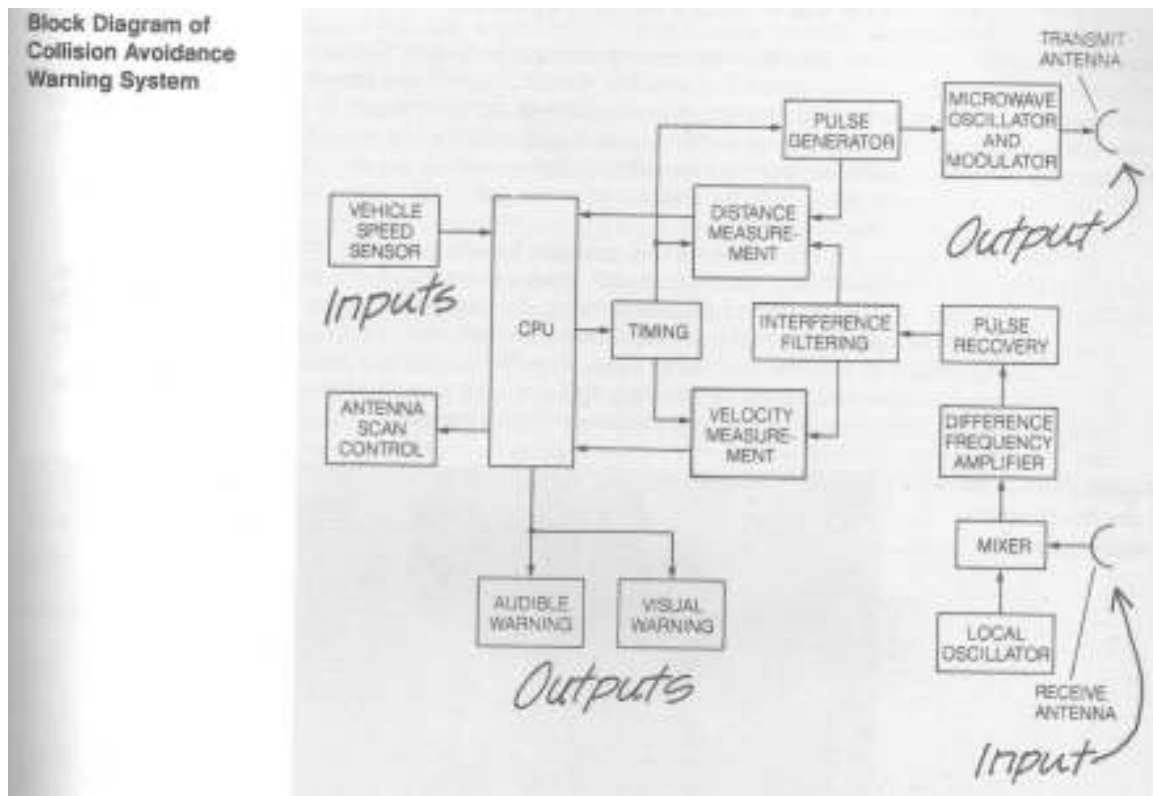 Block Diagram of
Collision Avoidance
Warning System
TRANSMIT
ANTENNA
PULSE
GENERATOR
MICROWAVE
OSCILLATOR
AND
MODULATOR
Output
VEHICLE
SPEED
SENSOR
Inputs
DISTANCE
MEASURE-
MENT
CPU
TIMING
INTERFERENCE
FILTERING
PULSE
RECOVERY
ANTENNA
SCAN
CONTROL
VELOCITY
MEASURE-
MENT
DIFFERENCE
FREQUENCY
AMPLIFIER
MIXER
AUDIBLE
WARNING
VISUAL
WARNING
Outputs
LOCAL
OSCILLATOR
RECEIVE
ANTENNA
Input